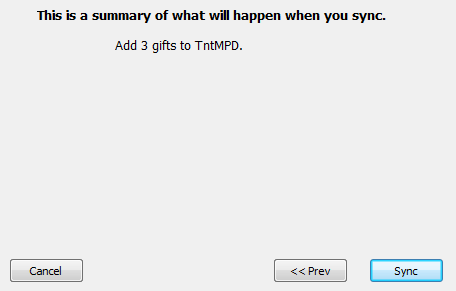 This is a summary of what will happen when you sync.
Add 3 gifts to TntMPD.
Cancel
<< Prev
Sync